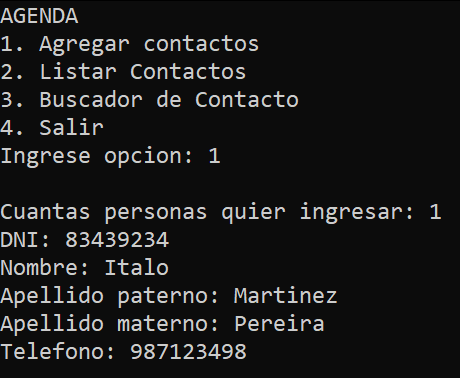 AGENDA
1. Agregar contactos
2. Listar Contactos
3. Buscador de Contacto
4. Salir
Ingrese opcion: 1
Cuantas personas quier ingresar: 1
DNI: 83439234
Nombre: Italo
Apellido paterno: Martinez
Apellido materno: Pereira
Telefono: 987123498